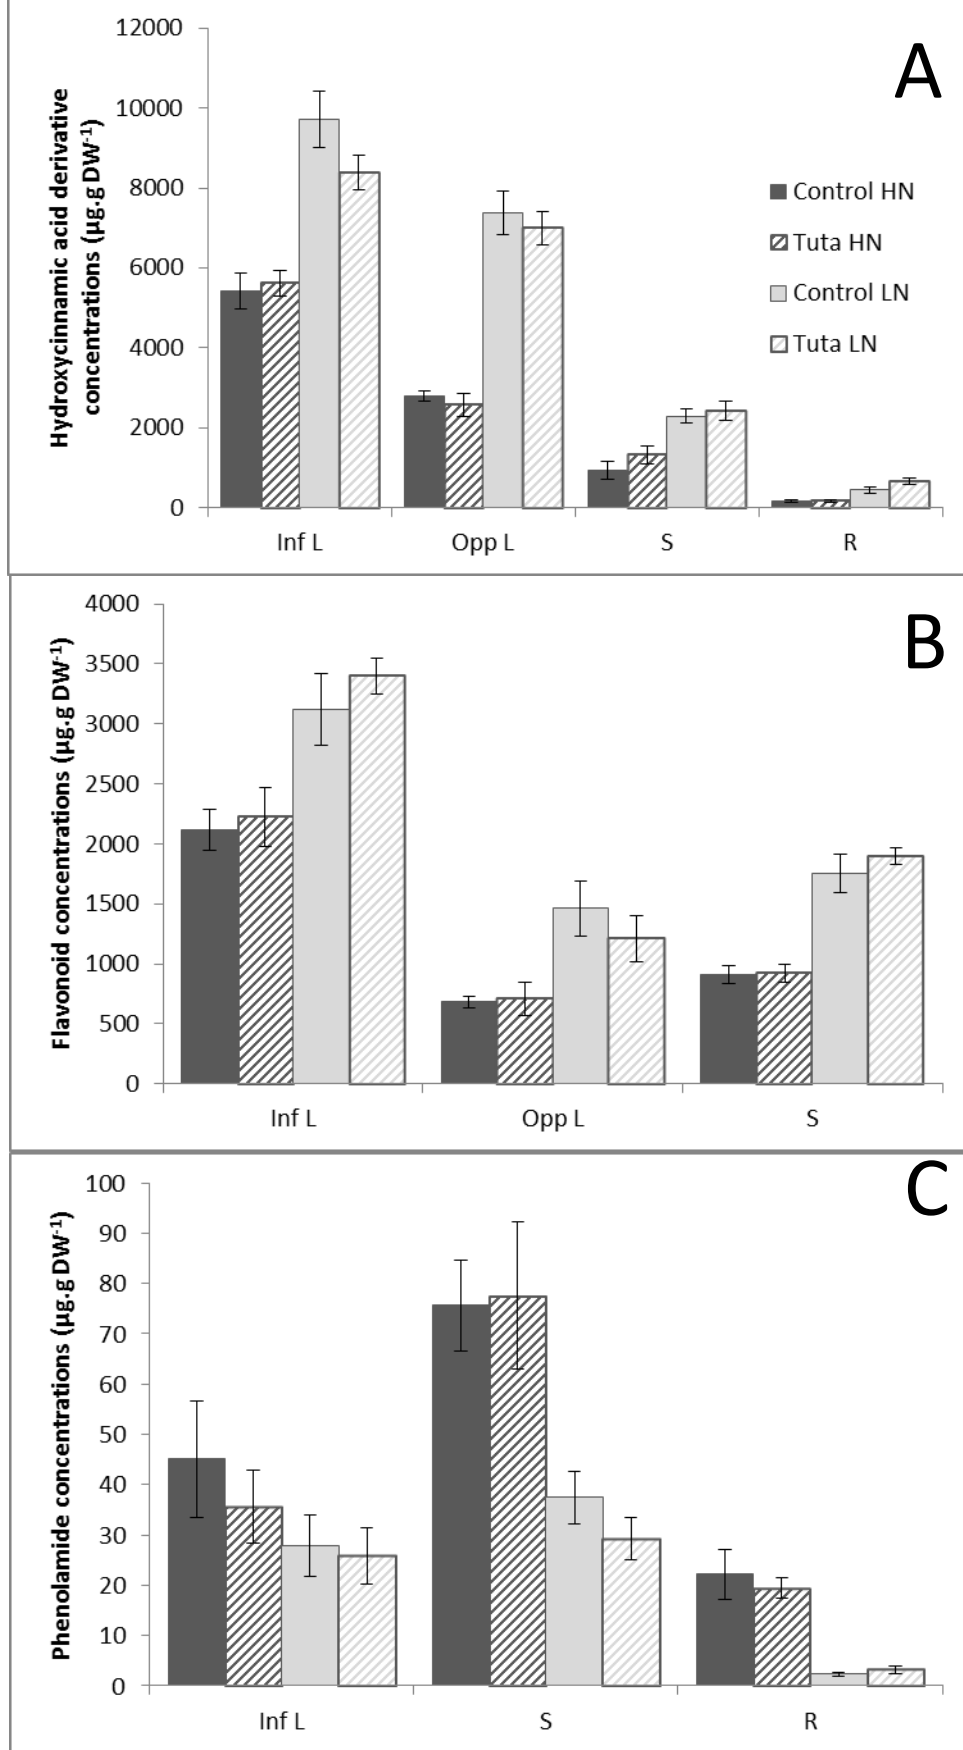 A
Hydroxycinnamic acid derivative
concentrations (µg.g DW⁻¹)
12000
10000
8000
6000
4000
2000
0
Control HN
Tuta HN
Control LN
Tuta LN
Inf L Opp L S R
B
Flavonoid concentrations (µg.g DW⁻¹)
4000
3500
3000
2500
2000
1500
1000
500
0
Inf L Opp L S
C
Phenolamide concentrations (µg.g DW⁻¹)
100
90
80
70
60
50
40
30
20
10
0
Inf L S R